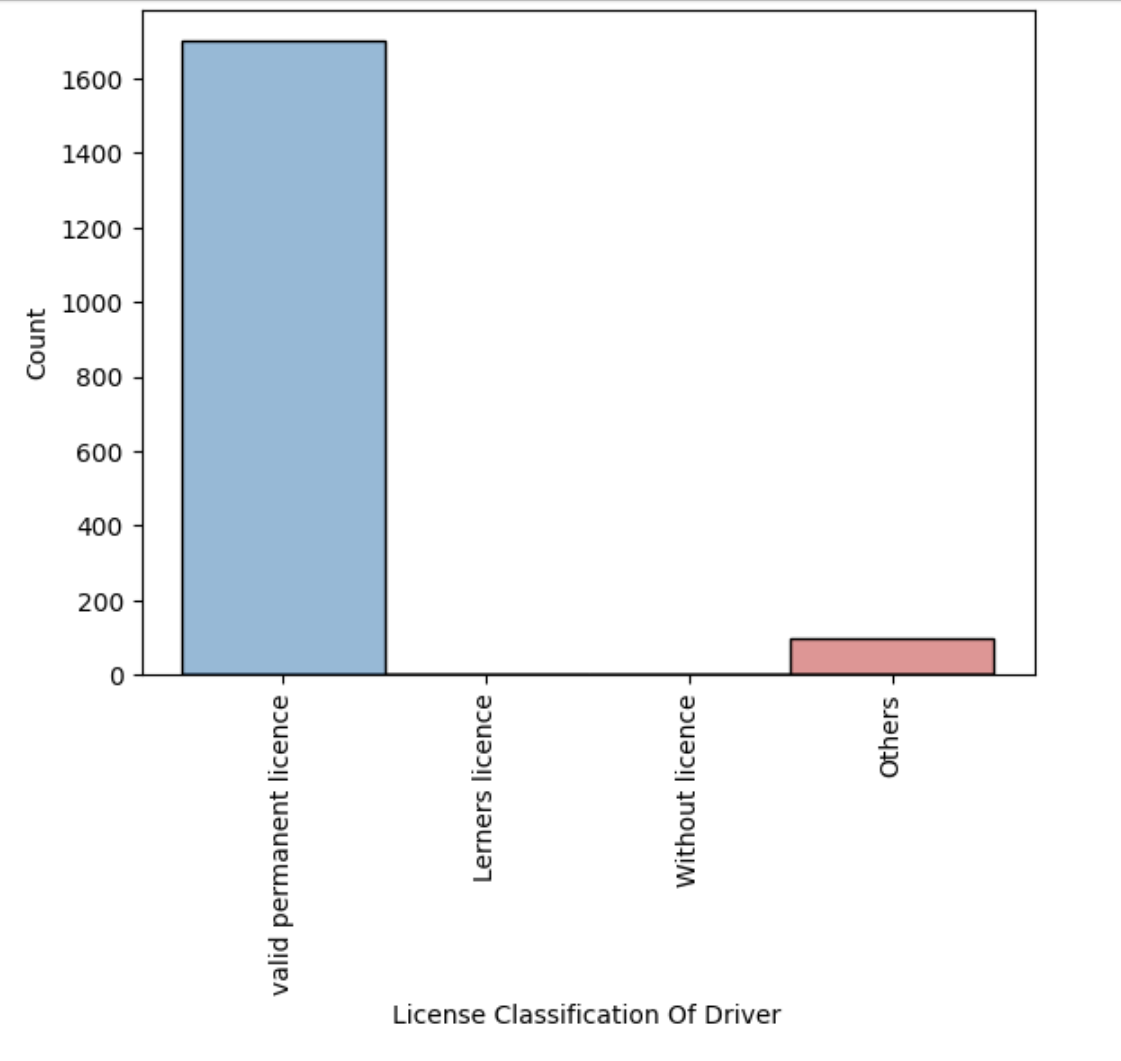 1600
1400
1200
1000
800
600
400
200
0
Count
valid permanent licence
Lerners licence
Without licence
Others
License Classification Of Driver